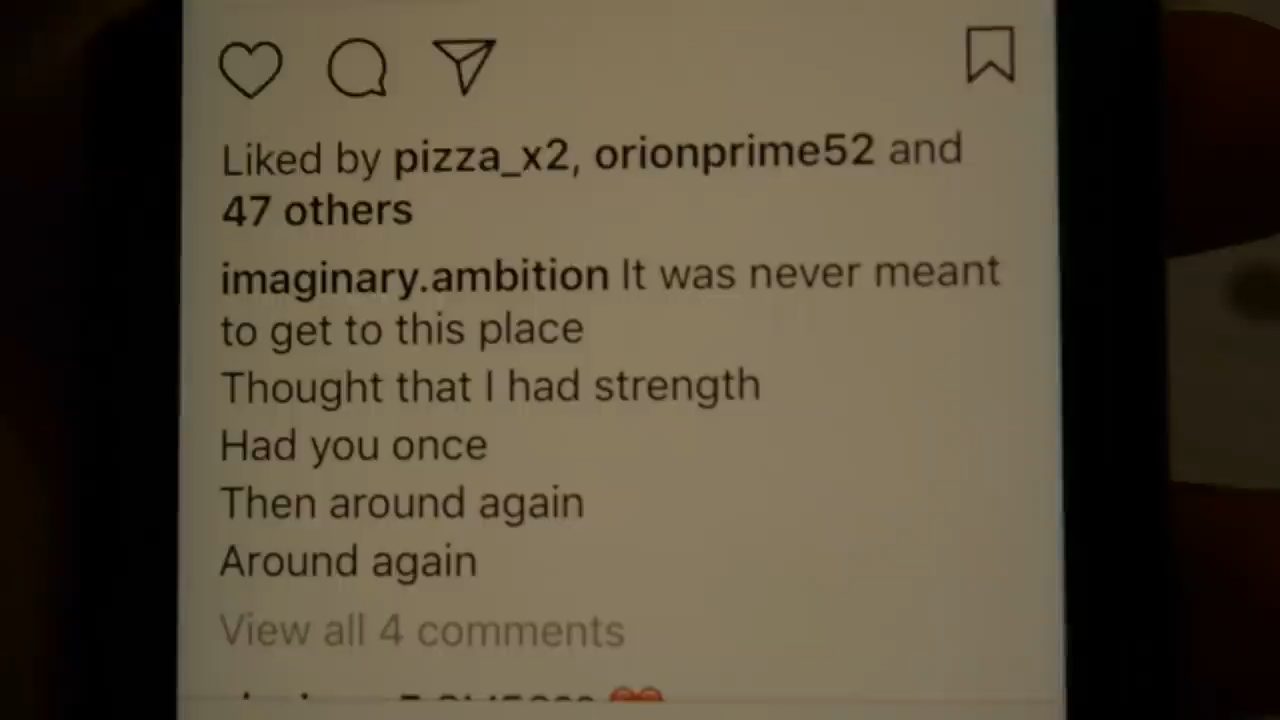 Liked by pizza_x2, orionprime52 and
47 others
imaginary.ambition It was never meant
to get to this place
Thought that I had strength
Had you once
Then around again
Around again
View all 4 comments